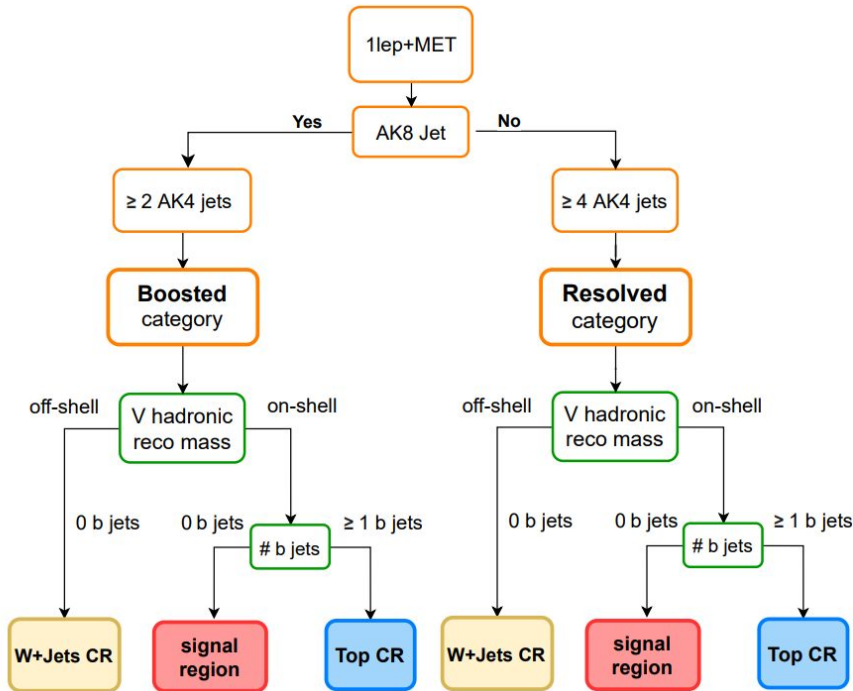 1lep+MET
AK8 Jet
Yes
No
≥ 2 AK4 jets
≥ 4 AK4 jets
Boosted
category
Resolved
category
off-shell
V hadronic
reco mass
on-shell
off-shell
V hadronic
reco mass
on-shell
0 b jets
0 b jets
# b jets
≥ 1 b jets
0 b jets
0 b jets
# b jets
≥ 1 b jets
W+Jets CR
signal
region
Top CR
W+Jets CR
signal
region
Top CR